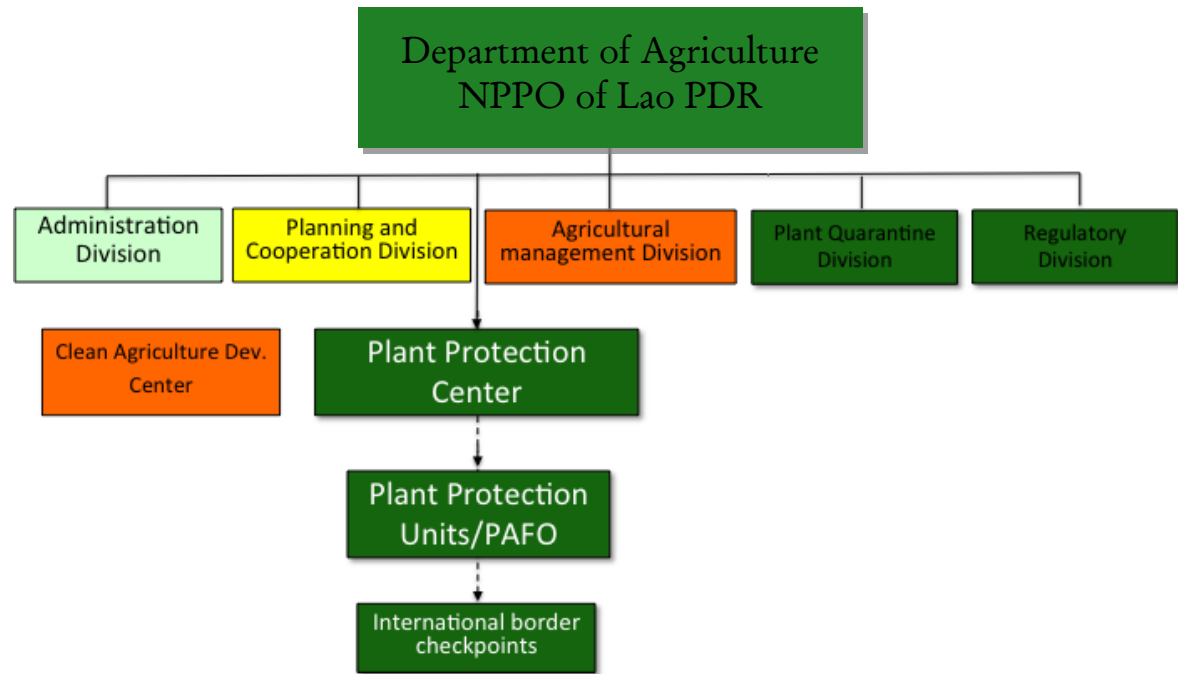 Department of Agriculture
NPPO of Lao PDR
Administration
Division
Planning and
Cooperation Division
Agricultural
management Division
Plant Quarantine
Division
Regulatory
Division
Clean Agriculture Dev.
Center
Plant Protection
Center
Plant Protection
Units/PAFO
International border
checkpoints